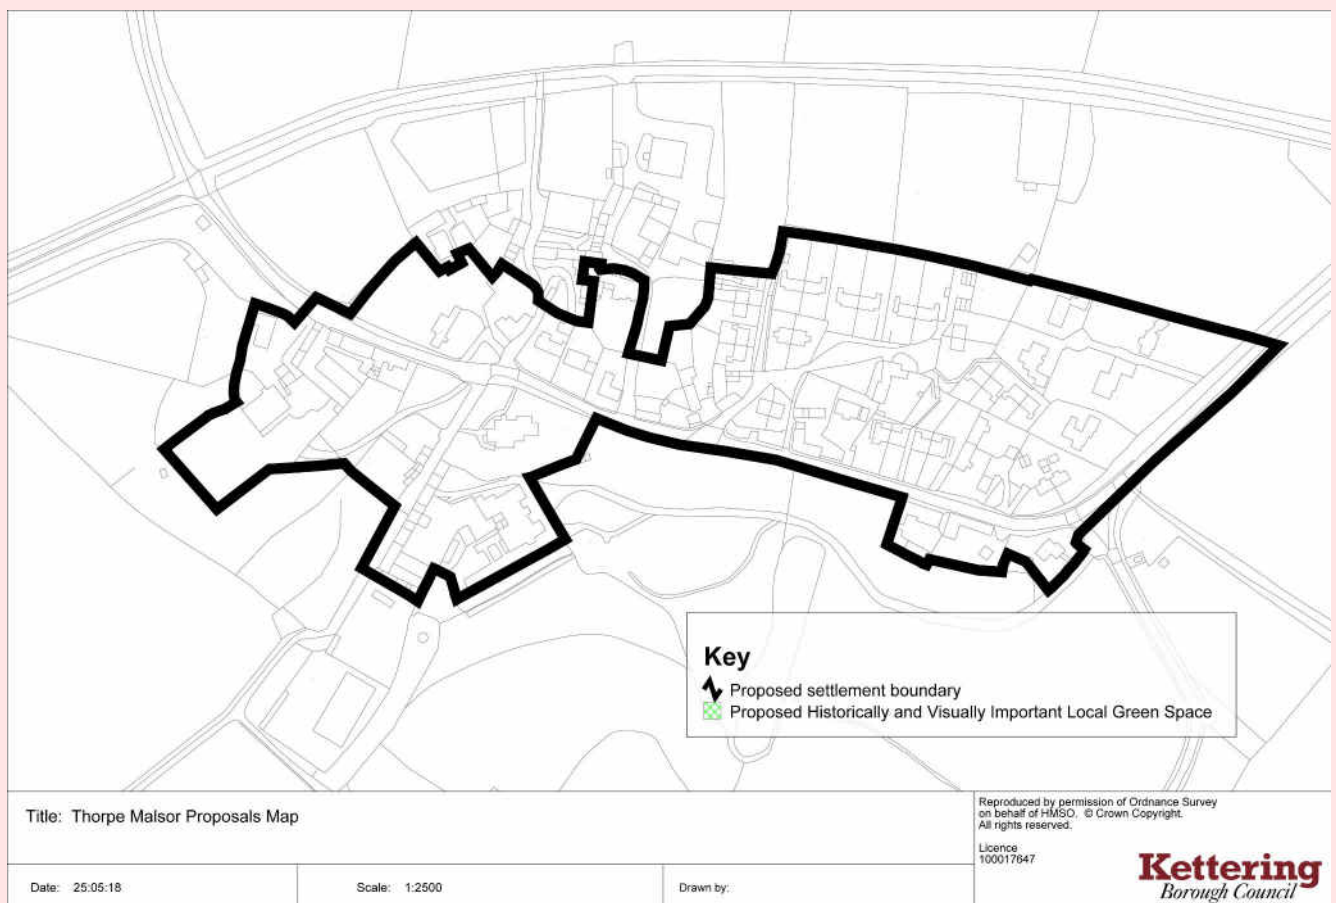 Key
Proposed settlement boundary
Proposed Historically and Visually Important Local Green Space
Title: Thorpe Malsor Proposals Map
Date: 25:05:18
Scale: 1:2500
Drawn by:
Reproduced by permission of Ordnance Survey
on behalf of HMSO. © Crown Copyright.
All rights reserved.
Licence
100017647
Kettering
Borough Council